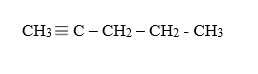 CH3 ≡ C – CH2 – CH2 - CH3